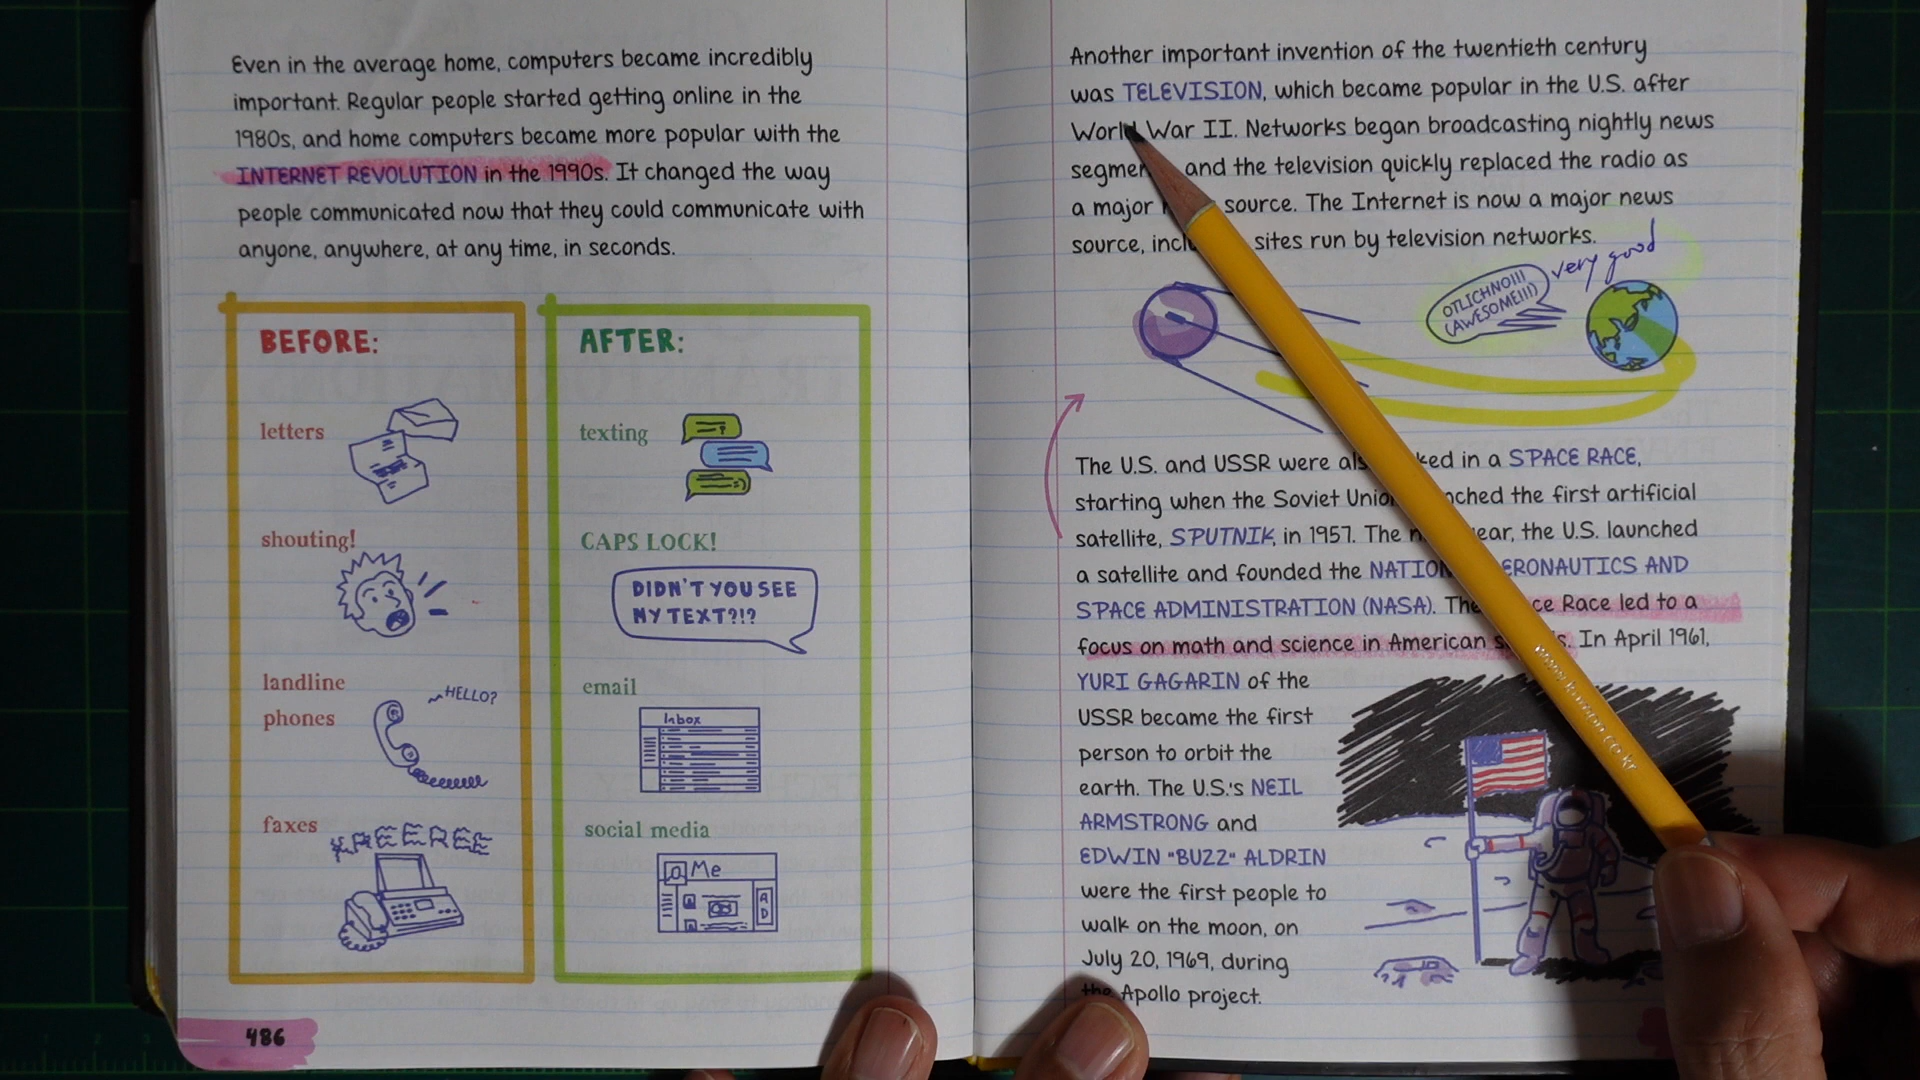 Even in the average home, computers became incredibly
important. Regular people started getting online in the
1980s, and home computers became more popular with the
INTERNET REVOLUTION in the 1990s. It changed the way
people communicated now that they could communicate with
anyone, anywhere, at any time, in seconds.
BEFORE:
letters
shouting!
landline
phones
~HELLO?
faxes
AFTER:
texting
CAPS LOCK!
DIDN'T YOU SEE
MY TEXT?!?
email
Inbox
social media
Me
AD
486
Another important invention of the twentieth century
was TELEVISION, which became popular in the U.S. after
World War II. Networks began broadcasting nightly news
and the television quickly replaced the radio as
a major source. The Internet is now a major news
source, sites run by television networks.
very good
OTLICHNO!!!
(AWESOME!!!)
The U.S. and USSR were in a SPACE RACE,
starting when the Soviet the first artificial
satellite, SPUTNIK, in 1957. The the U.S. launched
a satellite and founded the AND
SPACE ADMINISTRATION (NASA). Race led to a
focus on math and science in American In April 1961,
YURI GAGARIN of the
USSR became the first
person to orbit the
earth. The U.S.'s NEIL
ARMSTRONG and
EDWIN "BUZZ" ALDRIN
were the first people to
walk on the moon, on
July 20, 1969, during
the Apollo project.